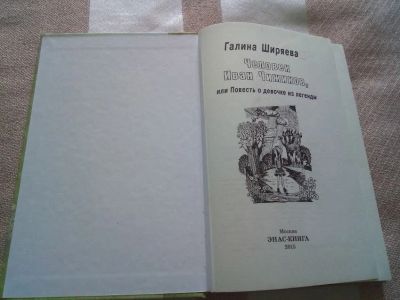 Галина Ширяева
Человек
Иван Чижиков,
или Повесть о девочке из легенды
Москва
ЭНАС-КНИГА
2015